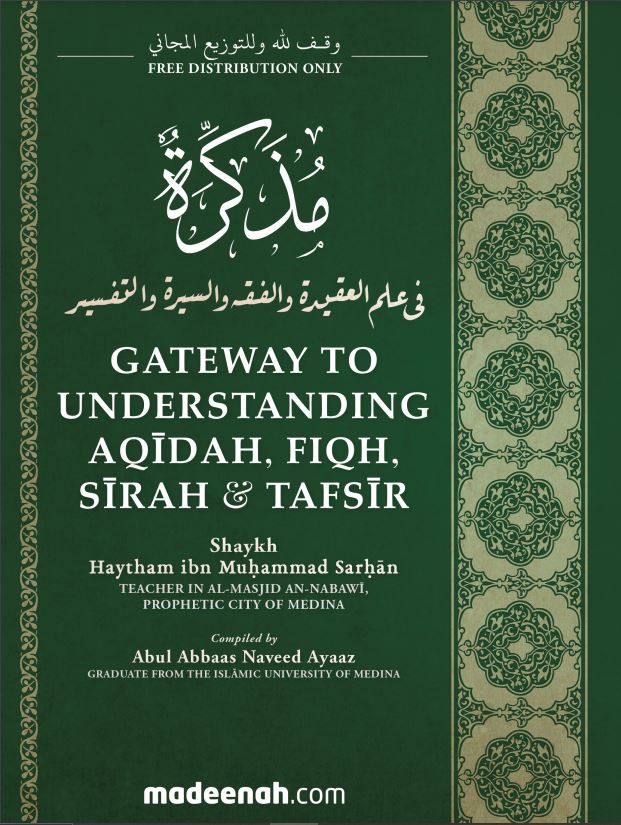 وقف لله وللتوزيع المجاني
FREE DISTRIBUTION ONLY
مُذَكِّرَةٌ
في علم العقيدة والفقه والسيرة والتفسير
GATEWAY TO
UNDERSTANDING
AQĪDAH, FIQH,
SĪRAH & TAFSĪR
Shaykh
Haytham ibn Muḥammad Sarḥān
TEACHER IN AL-MASJID AN-NABAWĪ,
PROPHETIC CITY OF MEDINA
Compiled by
Abul Abbaas Naveed Ayaaz
GRADUATE FROM THE ISLĀMIC UNIVERSITY OF MEDINA
madeenah.com